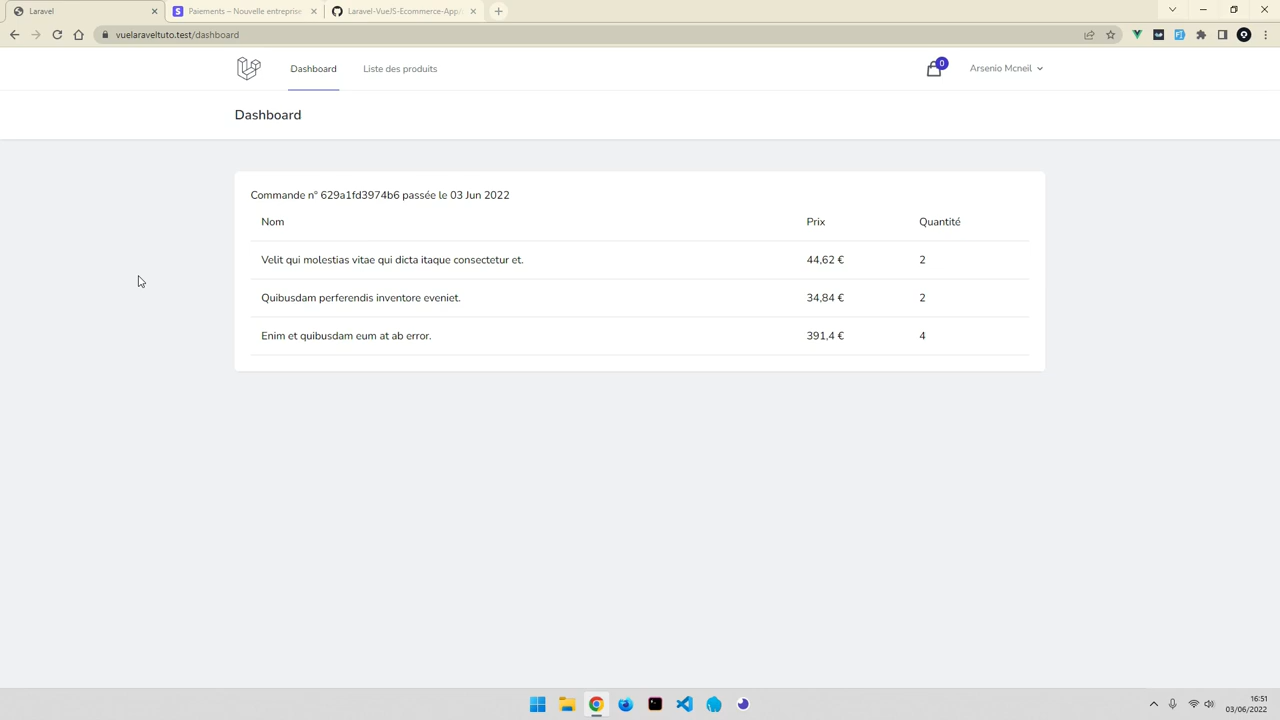 Laravel
Paiements – Nouvelle entreprise
Laravel-VueJS-Ecommerce-App/
vuelaraveltuto.test/dashboard
Dashboard
Liste des produits
0
Arsenio Mcneil
Dashboard
Commande n° 629a1fd3974b6 passée le 03 Jun 2022
Nom Prix Quantité
Velit qui molestias vitae qui dicta itaque consectetur et. 44,62 € 2
Quibusdam perferendis inventore eveniet. 34,84 € 2
Enim et quibusdam eum at ab error. 391,4 € 4
16:51
03/06/2022